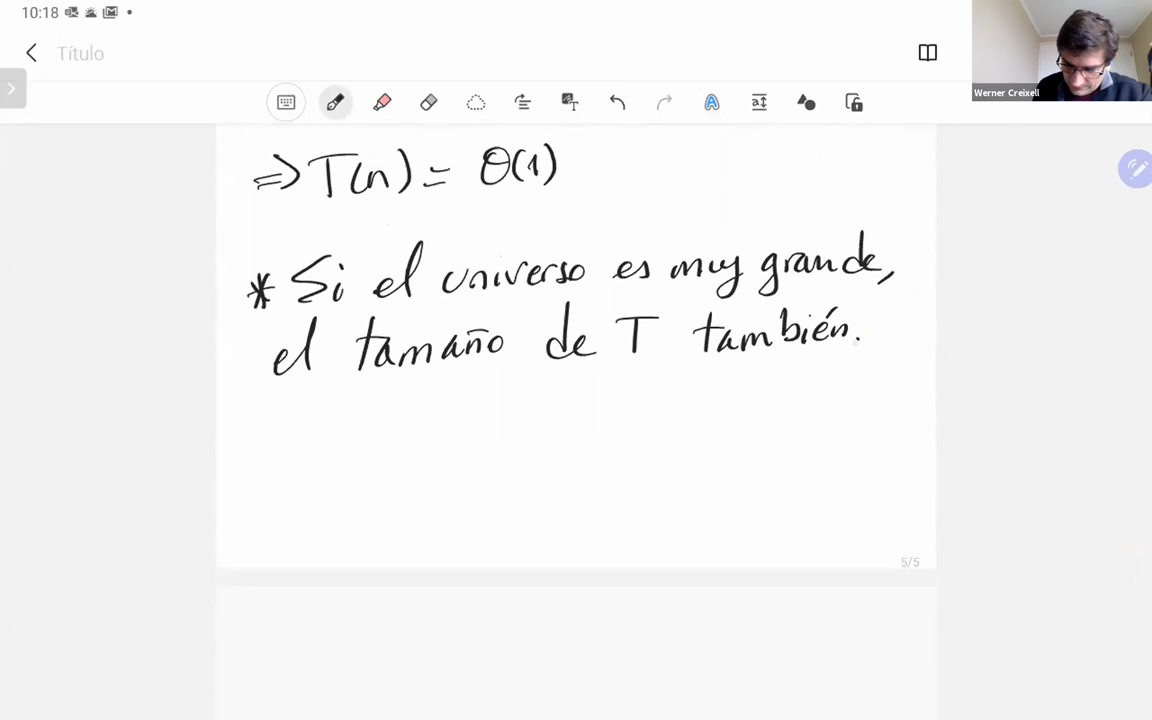 10:18
Título
Werner Creixell
⇒ T(n) = Θ(1)
* Si el universo es muy grande,
el tamaño de T también.
5/5